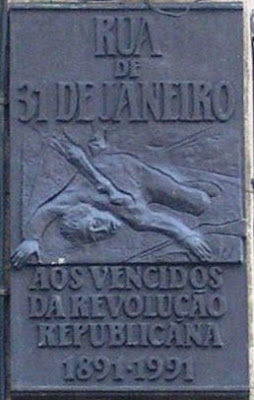 RUA
DE
31 DE JANEIRO
AOS VENCIDOS
DA REVOLUÇÃO
REPUBLICANA
1891-1991